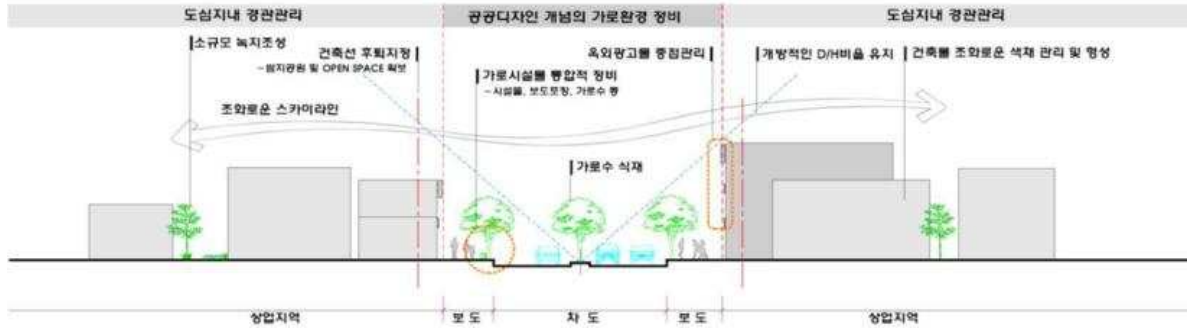 도심지내 경관관리
공공디자인 개념의 가로환경 정비
도심지내 경관관리
소규모 녹지조성
건축선 후퇴지정
- 쌈지공원 및 OPEN SPACE 확보
가로시설물 통합적 정비
- 시설물, 보도포장, 가로수 등
옥외광고물 중점관리
개방적인 D/H비율 유지
건축물 조화로운 색채 관리 및 형성
조화로운 스카이라인
가로수 식재
상업지역
보 도
차 도
보 도
상업지역